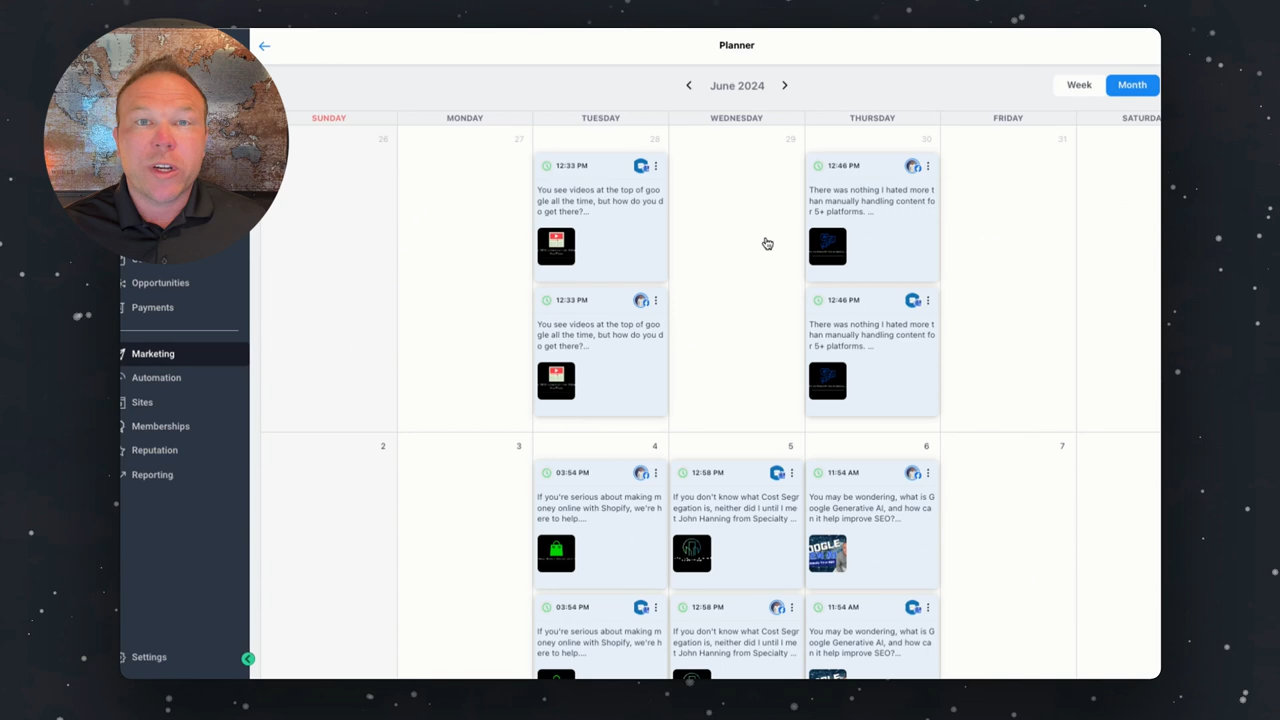 Planner
June 2024
Week
Month
SUNDAY
MONDAY
TUESDAY
WEDNESDAY
THURSDAY
FRIDAY
SATURDA
26
27
28
29
30
31
12:33 PM
You see videos at the top of goo
gle all the time, but how do you d
o get there?...
12:33 PM
You see videos at the top of goo
gle all the time, but how do you d
o get there?...
12:46 PM
There was nothing I hated more t
han manually handling content fo
r 5+ platforms. ...
12:46 PM
There was nothing I hated more t
han manually handling content fo
r 5+ platforms. ...
2
3
4
5
6
7
03:54 PM
If you're serious about making m
oney online with Shopify, we're h
ere to help....
03:54 PM
If you're serious about making m
oney online with Shopify, we're h
ere to help....
12:58 PM
If you don't know what Cost Segr
egation is, neither did I until I me
t John Hanning from Specialty ...
12:58 PM
If you don't know what Cost Segr
egation is, neither did I until I me
t John Hanning from Specialty ...
11:54 AM
You may be wondering, what is G
oogle Generative AI, and how ca
n it help improve SEO?...
11:54 AM
You may be wondering, what is G
oogle Generative AI, and how ca
n it help improve SEO?...
Opportunities
Payments
Marketing
Automation
Sites
Memberships
Reputation
Reporting
Settings